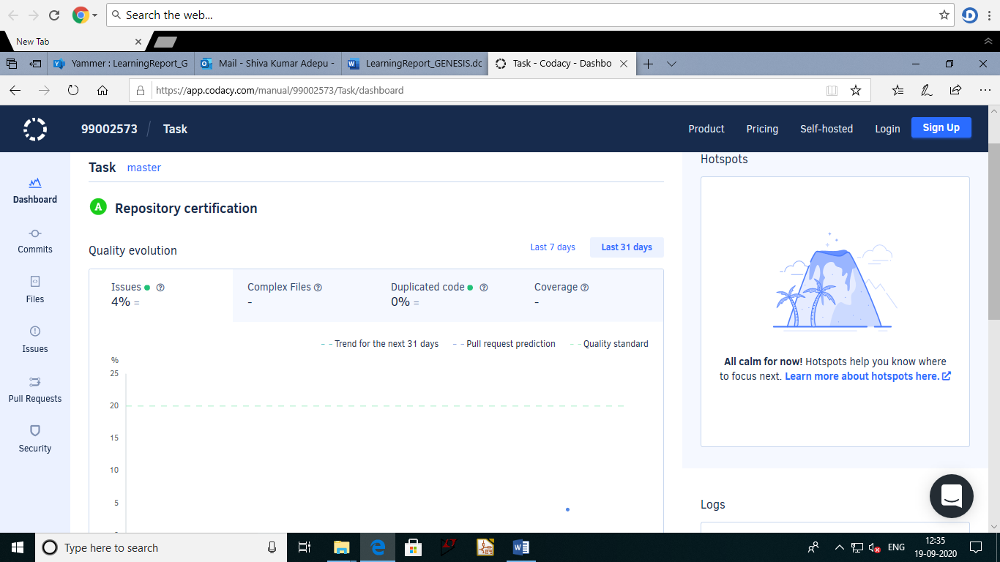 Search the web...
New Tab
Yammer : LearningReport_G
Mail - Shiva Kumar Adepu -
LearningReport_GENESIS.dc
Task - Codacy - Dashbo
https://app.codacy.com/manual/99002573/Task/dashboard
99002573 / Task
Product
Pricing
Self-hosted
Login
Sign Up
Dashboard
Commits
Files
Issues
Pull Requests
Security
Task master
A Repository certification
Quality evolution
Last 7 days
Last 31 days
Issues
4% =
Complex Files
-
Duplicated code
0% =
Coverage
-
Trend for the next 31 days
Pull request prediction
Quality standard
%
25
20
15
10
5
Hotspots
All calm for now! Hotspots help you know where
to focus next. Learn more about hotspots here.
Logs
Type here to search
ENG
12:35
19-09-2020